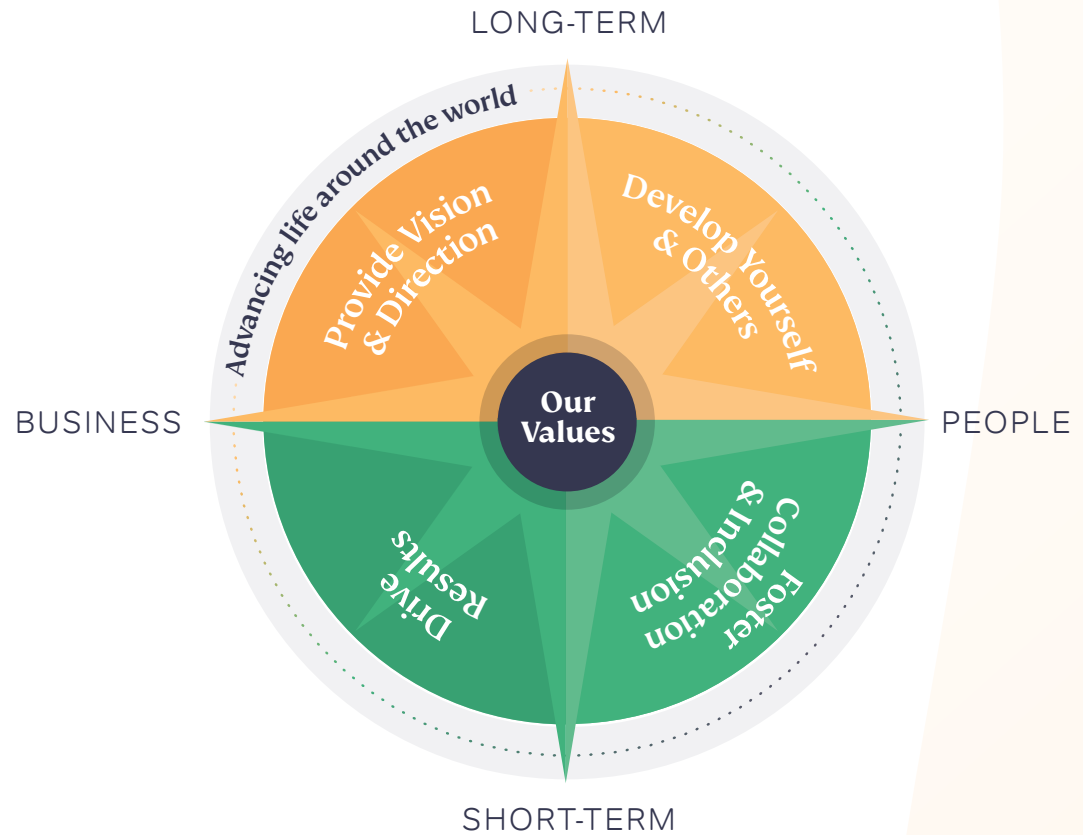 LONG-TERM
Advancing life around the world
Provide Vision
& Direction
Develop Yourself
& Others
BUSINESS
Our
Values
PEOPLE
Drive
Results
Foster
Collaboration
& Inclusion
SHORT-TERM